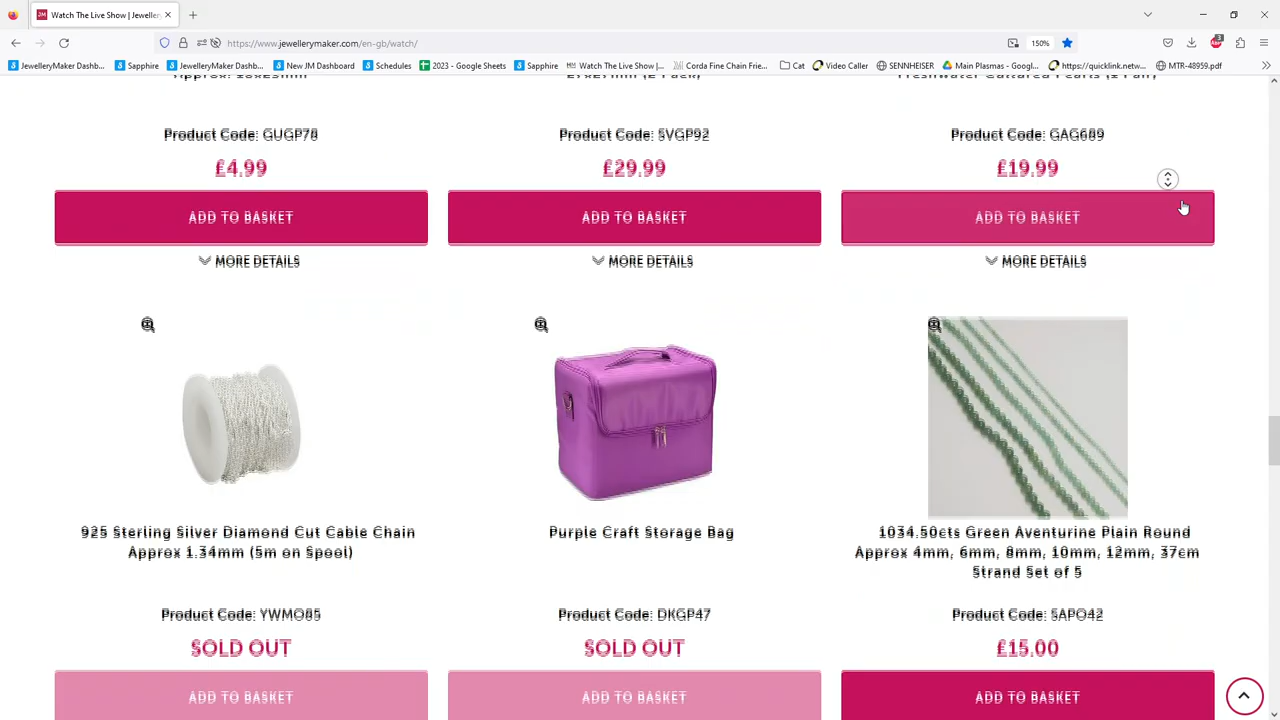 JM Watch The Live Show | Jeweller
https://www.jewellerymaker.com/en-gb/watch/
150%
3
JewelleryMaker Dashb...
Sapphire
JewelleryMaker Dashb...
New JM Dashboard
Schedules
2023 - Google Sheets
Sapphire
Watch The Live Show |...
Corda Fine Chain Frie...
Cat
Video Caller
SENNHEISER
Main Plasmas - Googl...
https://quicklink.netw...
MTR-48959.pdf
Product Code: GUGP78
Product Code: SVGP92
Product Code: GAG689
£4.99
£29.99
£19.99
ADD TO BASKET
ADD TO BASKET
ADD TO BASKET
MORE DETAILS
MORE DETAILS
MORE DETAILS
925 Sterling Silver Diamond Cut Cable Chain
Approx 1.34mm (5m on Spool)
Purple Craft Storage Bag
1034.50cts Green Aventurine Plain Round
Approx 4mm, 6mm, 8mm, 10mm, 12mm, 37cm
Strand Set of 5
Product Code: YWMO85
Product Code: DKGP47
Product Code: SAPO42
SOLD OUT
SOLD OUT
£15.00
ADD TO BASKET
ADD TO BASKET
ADD TO BASKET